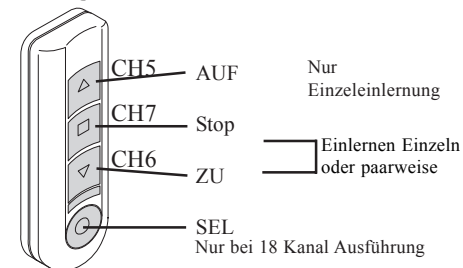 CH5
AUF
Nur
Einzeleinlernung
CH7
Stop
Einlernen Einzeln
oder paarweise
CH6
ZU
SEL
Nur bei 18 Kanal Ausführung